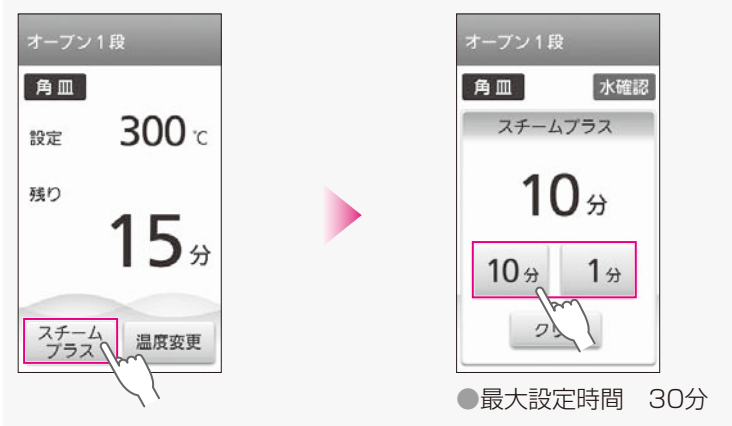 オーブン1段
角皿
設定 300℃
残り
15分
スチーム
プラス
温度変更
オーブン1段
角皿 水確認
スチームプラス
10分
10分 1分
クリ
●最大設定時間 30分